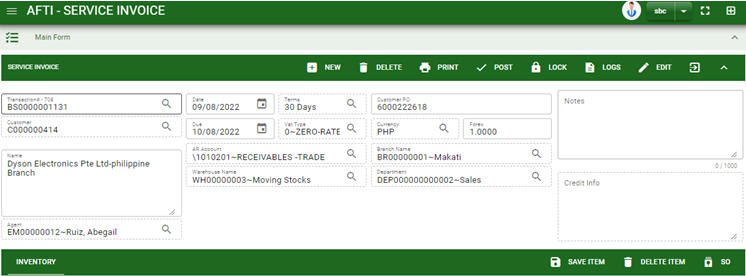 AFTI - SERVICE INVOICE
sbc
Main Form
SERVICE INVOICE
NEW
DELETE
PRINT
POST
LOCK
LOGS
EDIT
Transaction# - 708
BS0000001131
Date
09/08/2022
Terms
30 Days
Customer PO
6000222618
Notes
Customer
C000000414
Due
10/08/2022
Vat Type
0~ZERO-RATE
Currency
PHP
Forex
1.0000
Name
Dyson Electronics Pte Ltd-philippine
Branch
AR Account
\1010201~RECEIVABLES -TRADE
Branch Name
BR00000001~Makati
0 / 1000
Warehouse Name
WH00000003~Moving Stocks
Department
DEP000000000002~Sales
Credit Info
Agent
EM00000012~Ruiz, Abegail
INVENTORY
SAVE ITEM
DELETE ITEM
SO